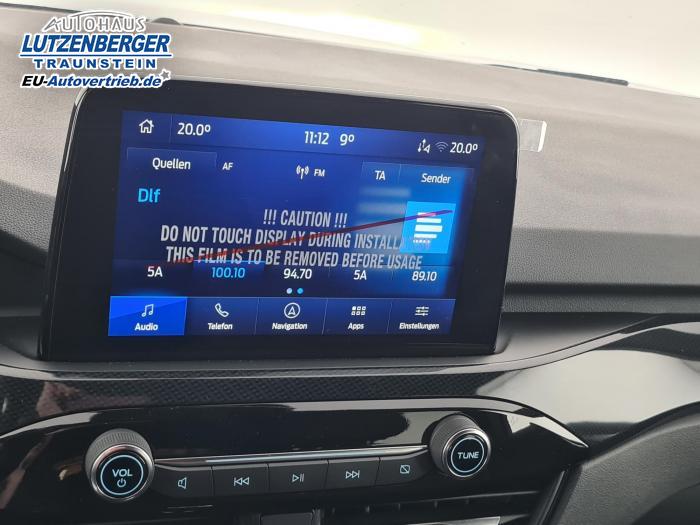 AUTOHAUS
LUTZENBERGER
TRAUNSTEIN
EU-Autovertrieb.de
20.0° 11:12 9° 20.0°
Quellen AF FM TA Sender
Dlf
!!! CAUTION !!!
DO NOT TOUCH DISPLAY DURING
THIS FILM IS TO BE REMOVED BEFORE USAGE
5A 100.10 94.70 5A 89.10
Audio Telefon Navigation Apps Einstellungen
VOL TUNE